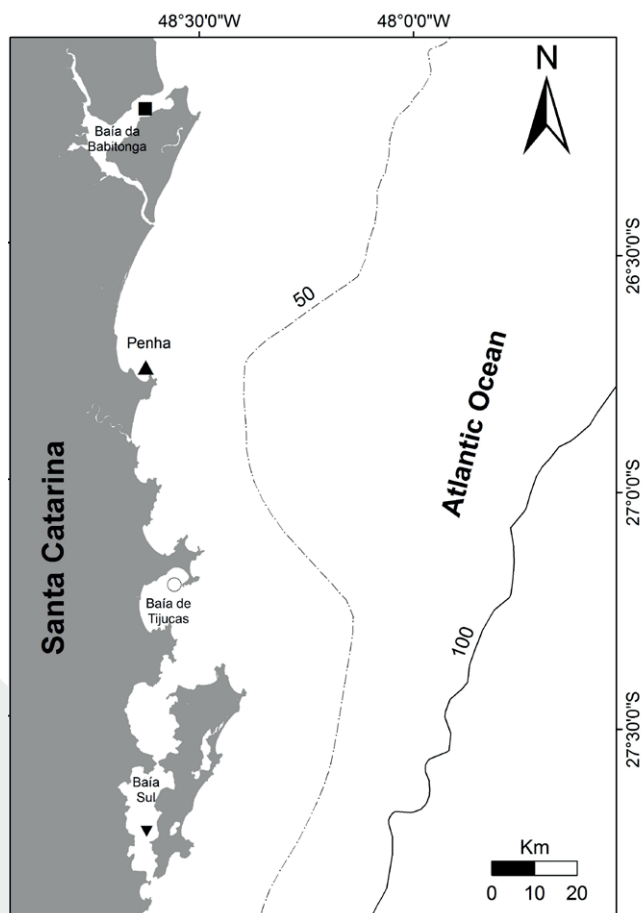 48°30'0"W
48°0'0"W
N
Baía da
Babitonga
26°30'0"S
50
Penha
Atlantic Ocean
Santa Catarina
27°0'0"S
Baía de
Tijucas
100
27°30'0"S
Baía
Sul
Km
0 10 20